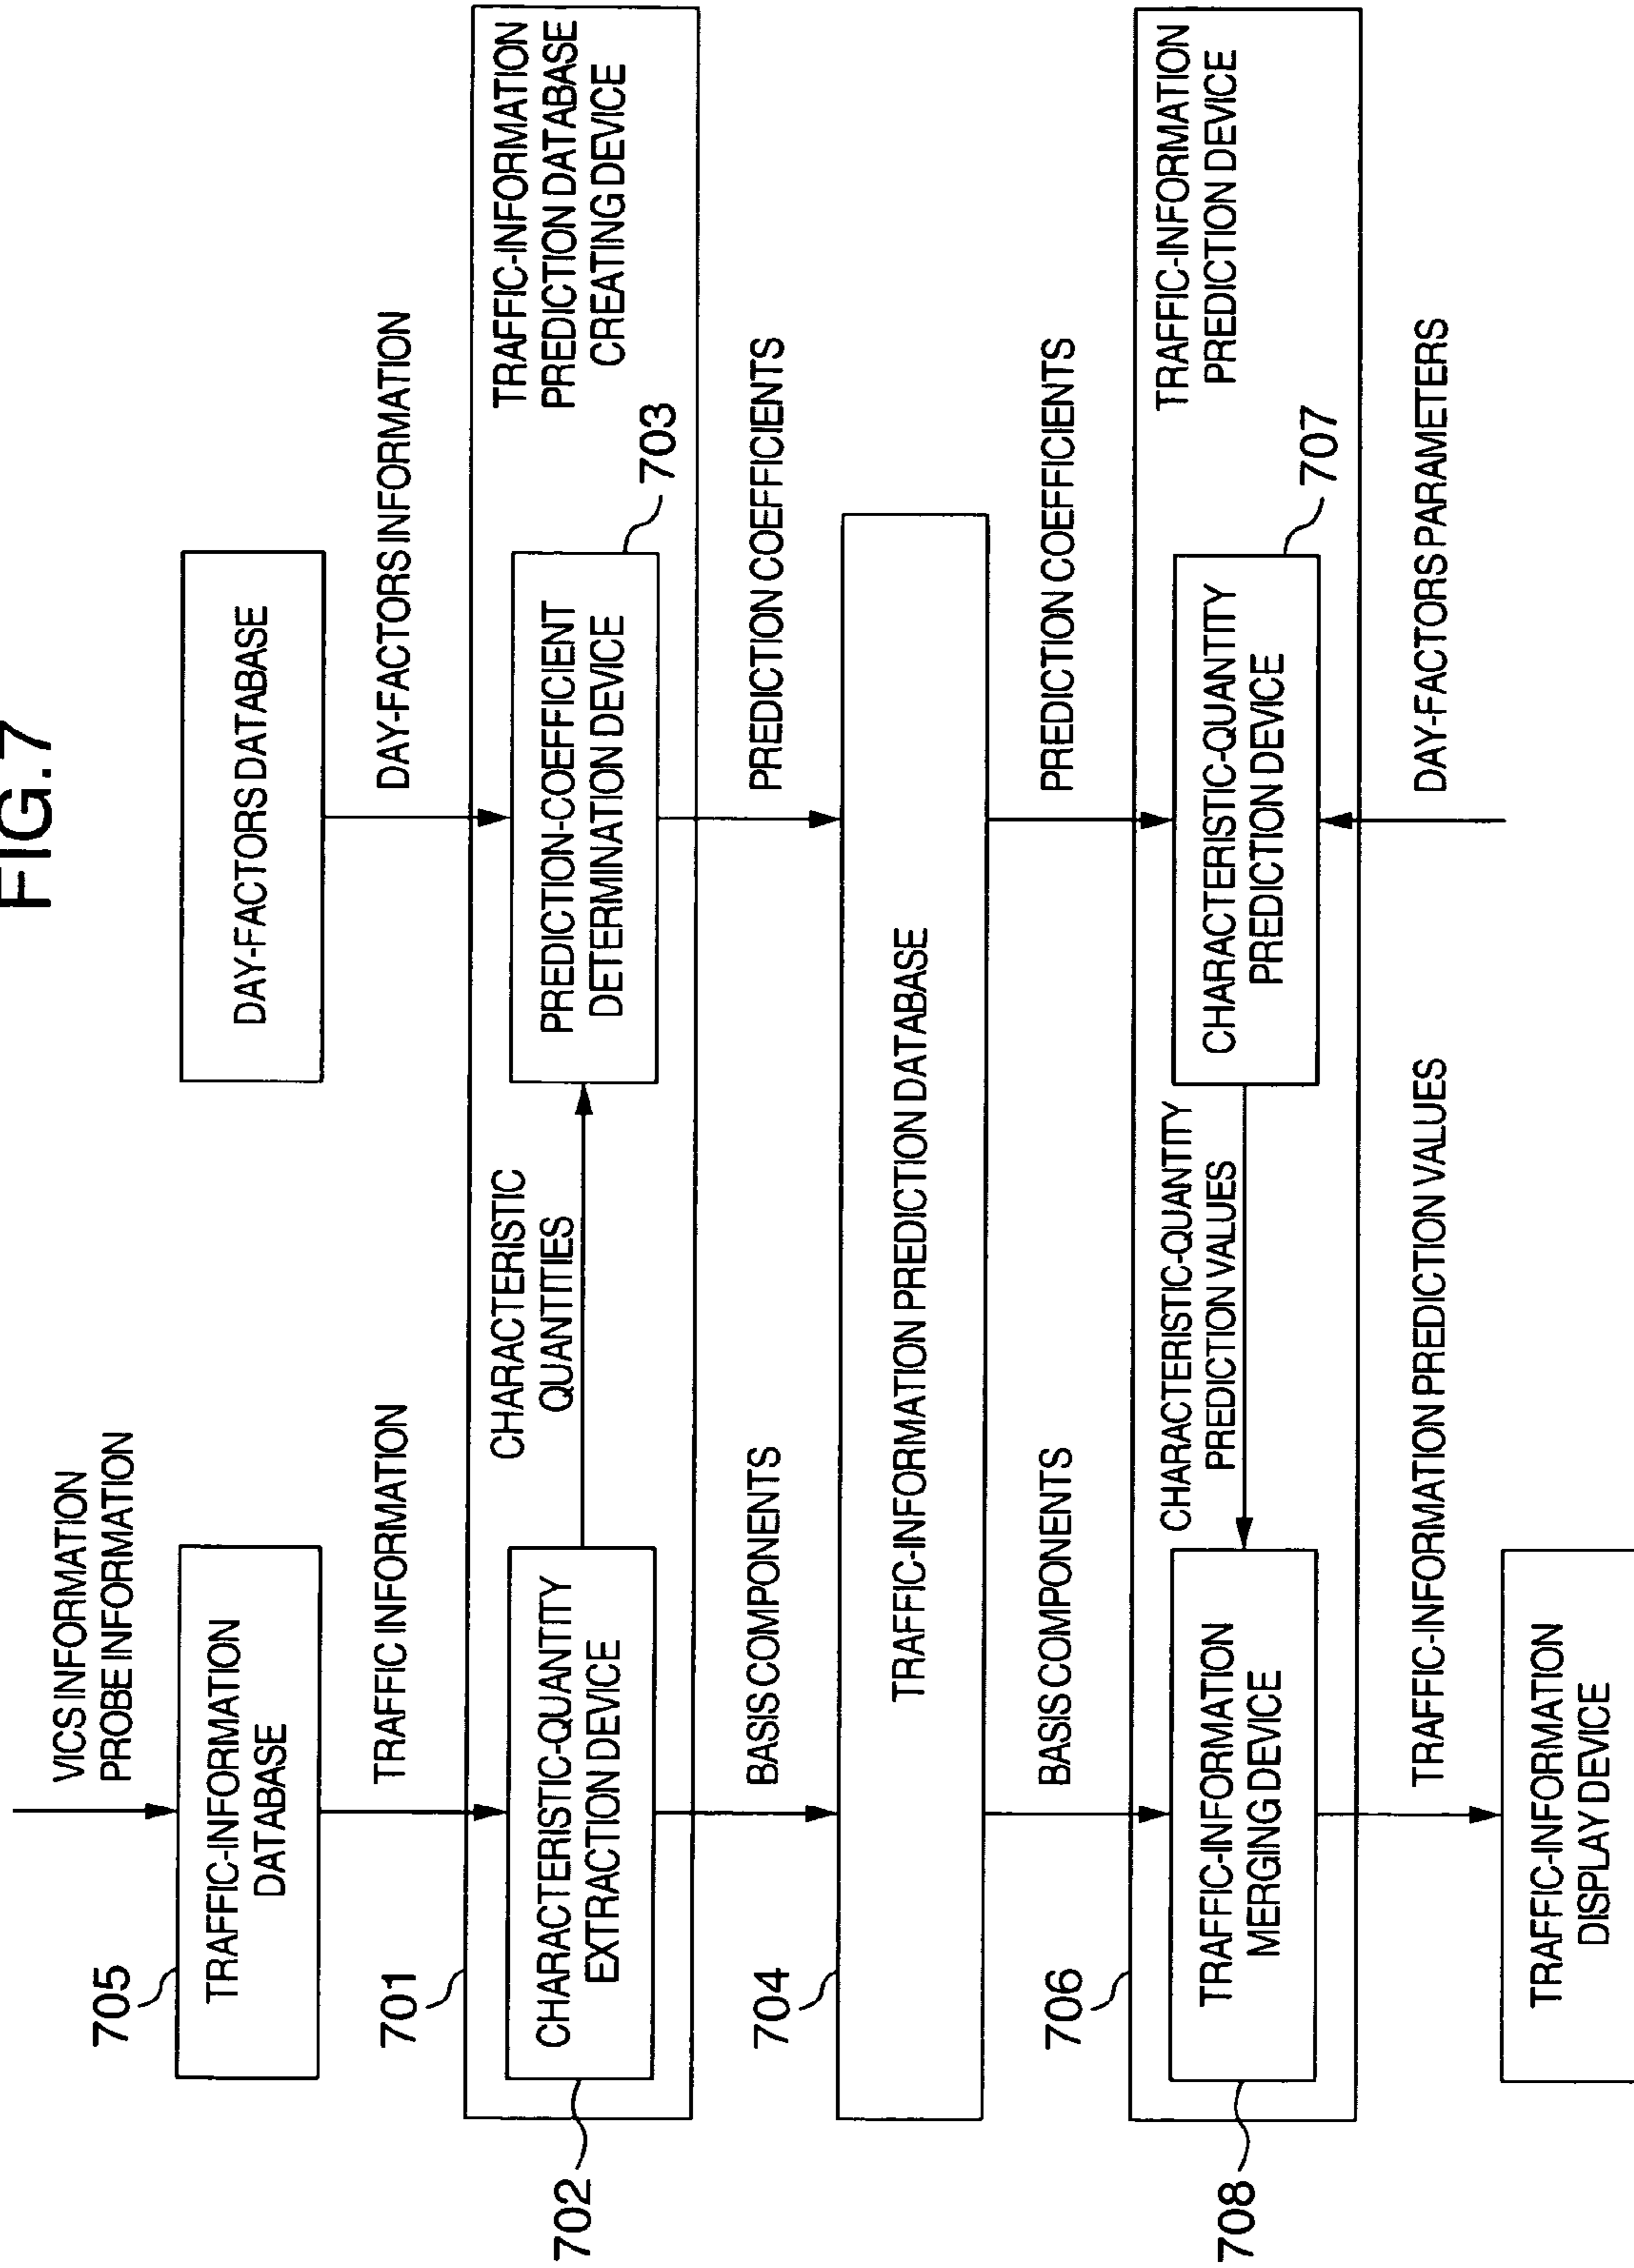 FIG.7
VICS INFORMATION
PROBE INFORMATION
705
TRAFFIC-INFORMATION
DATABASE
DAY-FACTORS DATABASE
TRAFFIC INFORMATION
DAY-FACTORS INFORMATION
701
TRAFFIC-INFORMATION
PREDICTION DATABASE
CREATING DEVICE
702
CHARACTERISTIC-QUANTITY
EXTRACTION DEVICE
CHARACTERISTIC
QUANTITIES
PREDICTION-COEFFICIENT
DETERMINATION DEVICE
703
BASIS COMPONENTS
PREDICTION COEFFICIENTS
704
TRAFFIC-INFORMATION PREDICTION DATABASE
BASIS COMPONENTS
PREDICTION COEFFICIENTS
706
TRAFFIC-INFORMATION
PREDICTION DEVICE
708
TRAFFIC-INFORMATION
MERGING DEVICE
CHARACTERISTIC-QUANTITY
PREDICTION VALUES
CHARACTERISTIC-QUANTITY
PREDICTION DEVICE
707
TRAFFIC-INFORMATION PREDICTION VALUES
DAY-FACTORS PARAMETERS
TRAFFIC-INFORMATION
DISPLAY DEVICE